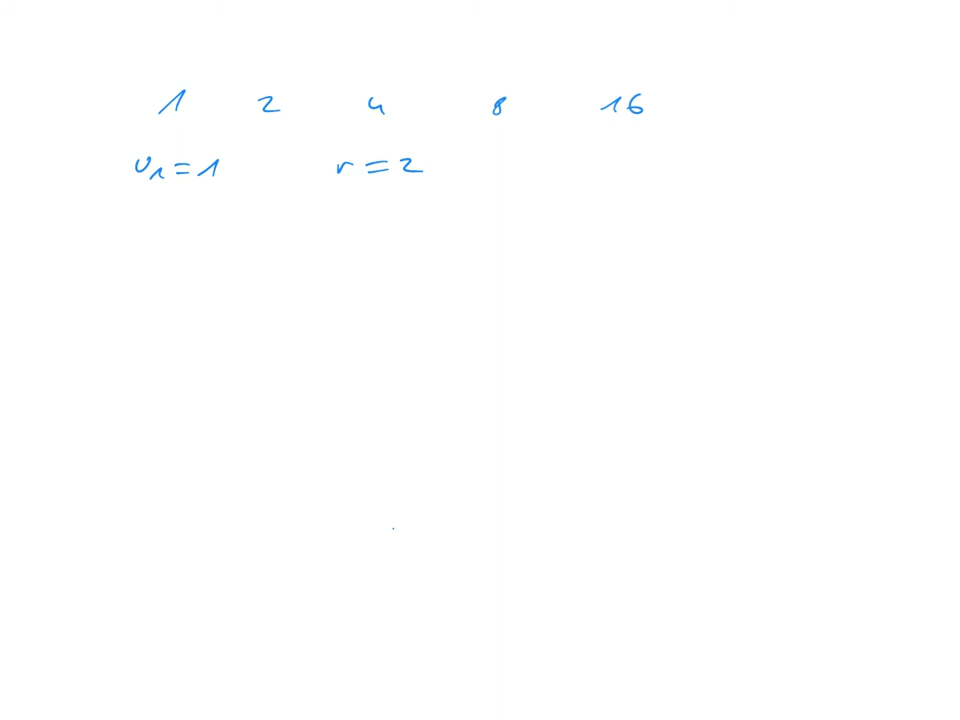 1 2 4 8 16
u₁ = 1 r = 2